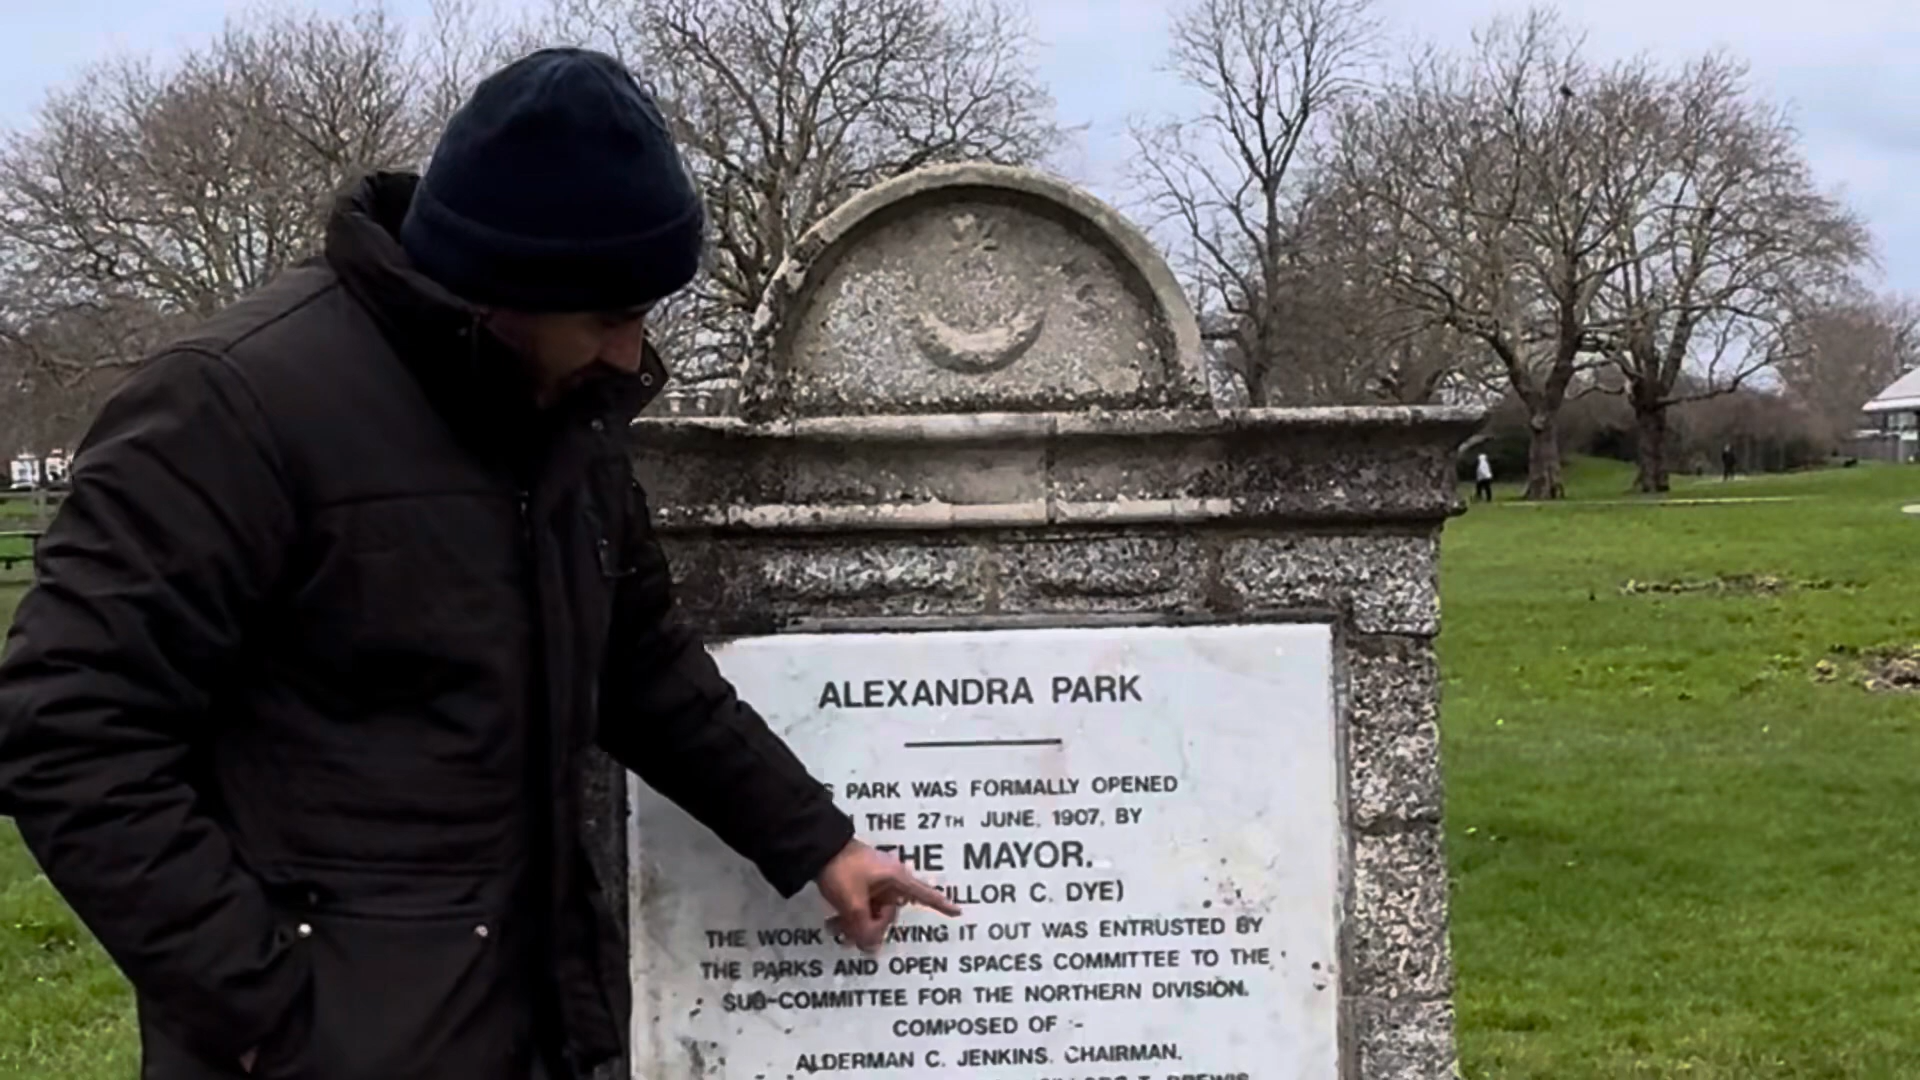 ALEXANDRA PARK
PARK WAS FORMALLY OPENED
THE 27TH JUNE, 1907, BY
THE MAYOR.
C. DYE)
THE WORK IT OUT WAS ENTRUSTED BY
THE PARKS AND OPEN SPACES COMMITTEE TO THE
SUB-COMMITTEE FOR THE NORTHERN DIVISION.
COMPOSED OF :-
ALDERMAN C. JENKINS. CHAIRMAN.